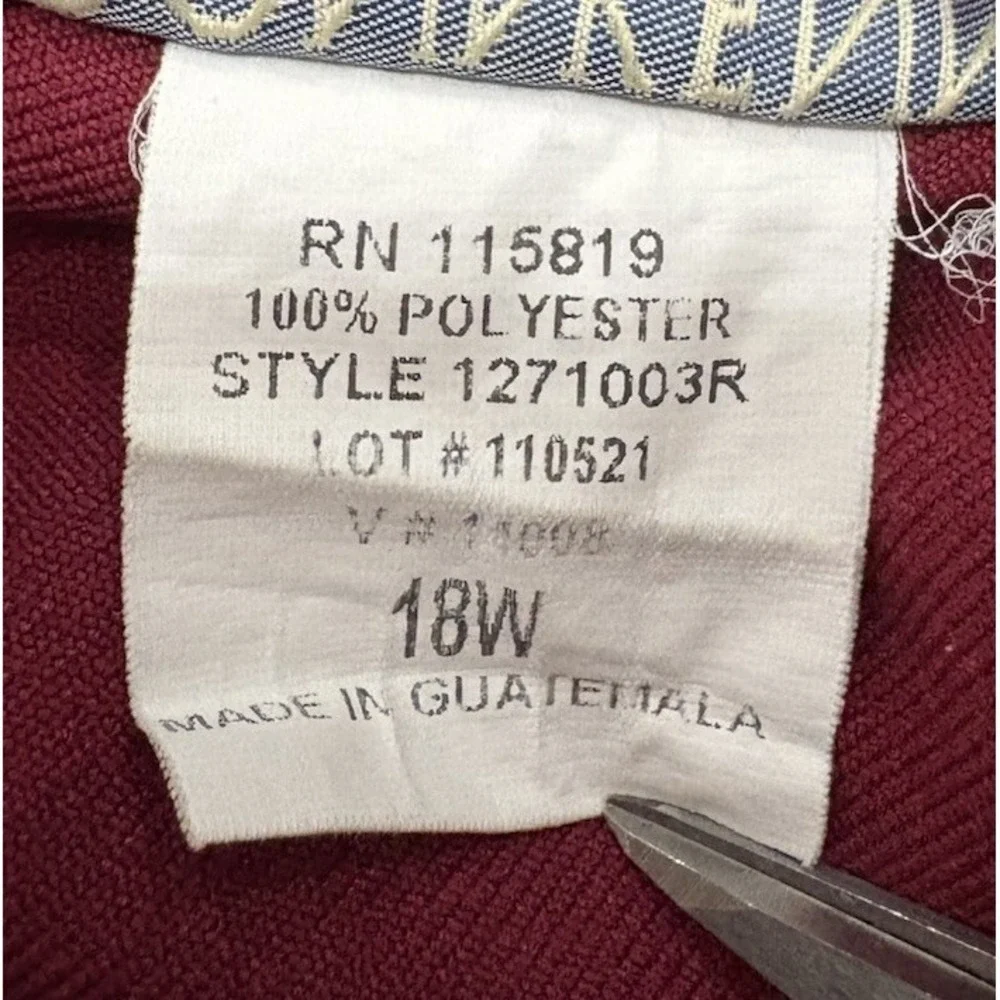 RN 115819
100% POLYESTER
STYLE 1271003R
LOT # 110521
V #
18W
MADE IN GUATEMALA